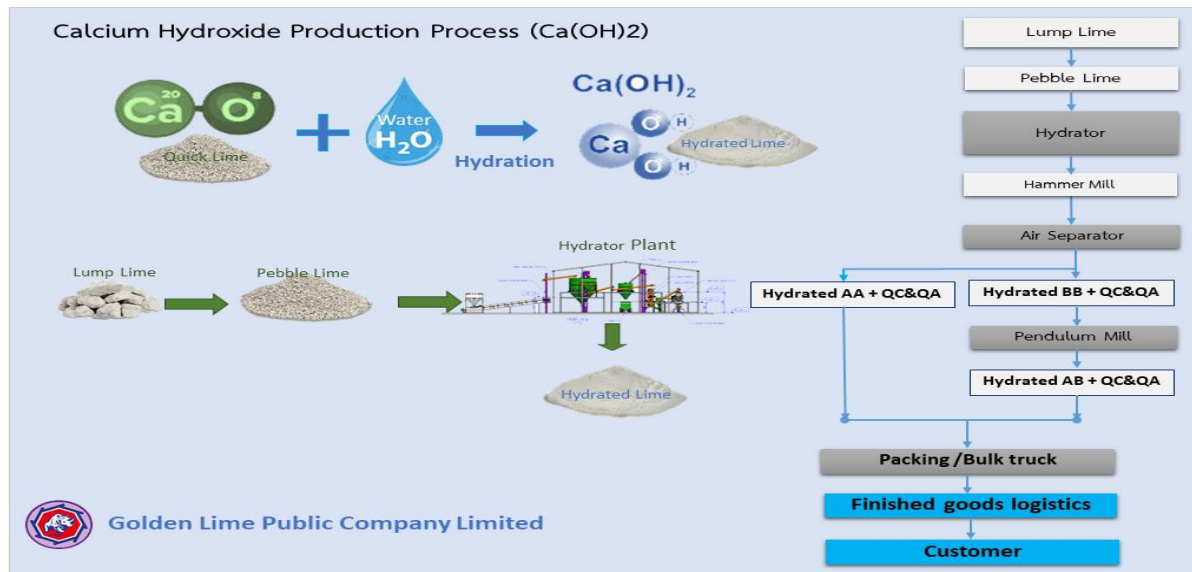 Calcium Hydroxide Production Process (Ca(OH)2)
20
Ca
8
O
Quick Lime
+
Water
H₂O
Hydration
Ca(OH)₂
Ca
O
H
O
H
Hydrated Lime
Lump Lime
Pebble Lime
Hydrator Plant
Hydrated Lime
Lump Lime
Pebble Lime
Hydrator
Hammer Mill
Air Separator
Hydrated AA + QC&QA
Hydrated BB + QC&QA
Pendulum Mill
Hydrated AB + QC&QA
Packing/Bulk truck
Finished goods logistics
Customer
Golden Lime Public Company Limited